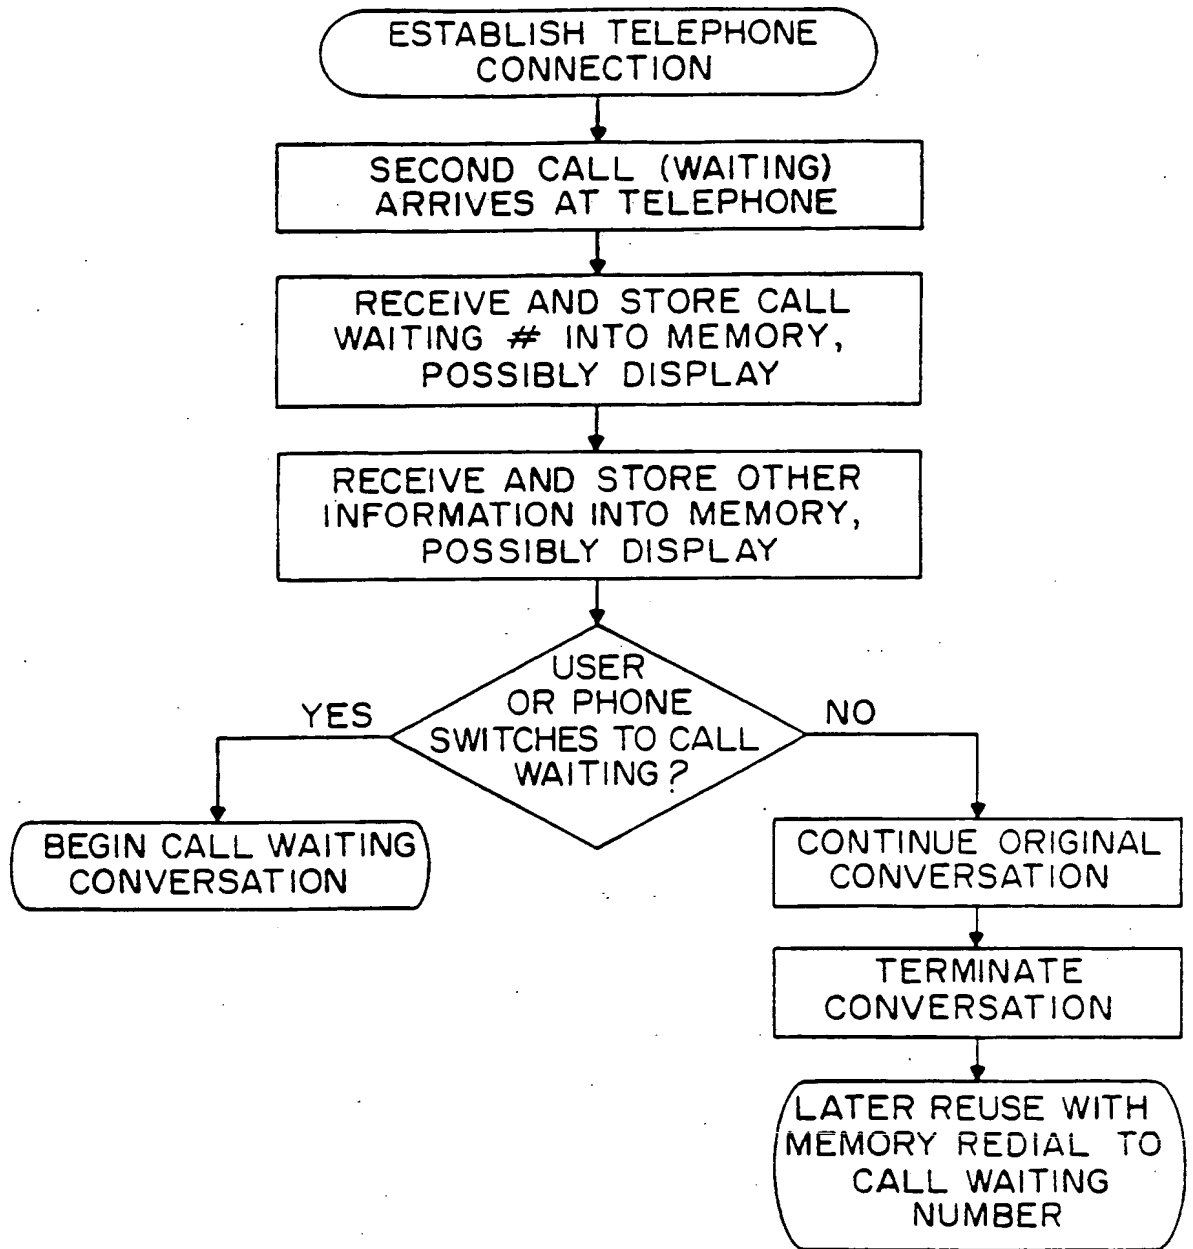 ESTABLISH TELEPHONE
CONNECTION
SECOND CALL (WAITING)
ARRIVES AT TELEPHONE
RECEIVE AND STORE CALL
WAITING # INTO MEMORY,
POSSIBLY DISPLAY
RECEIVE AND STORE OTHER
INFORMATION INTO MEMORY,
POSSIBLY DISPLAY
USER
OR PHONE
SWITCHES TO CALL
WAITING?
YES
NO
BEGIN CALL WAITING
CONVERSATION
CONTINUE ORIGINAL
CONVERSATION
TERMINATE
CONVERSATION
LATER REUSE WITH
MEMORY REDIAL TO
CALL WAITING
NUMBER